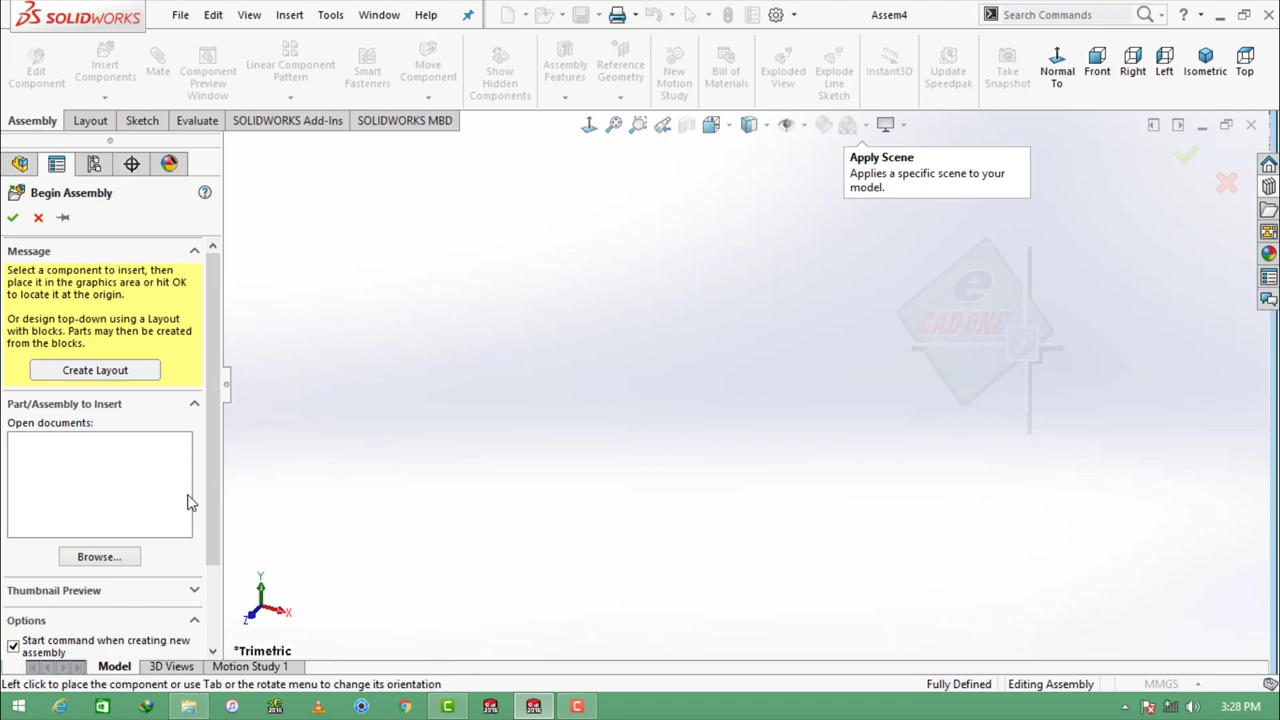 SOLIDWORKS
File Edit View Insert Tools Window Help
Assem4
Search Commands
?
Edit Component
Insert Components
Mate
Component Preview Window
Linear Component Pattern
Smart Fasteners
Move Component
Show Hidden Components
Assembly Features
Reference Geometry
New Motion Study
Bill of Materials
Exploded View
Explode Line Sketch
Instant3D
Update Speedpak
Take Snapshot
Normal To
Front
Right
Left
Isometric
Top
Assembly Layout Sketch Evaluate SOLIDWORKS Add-Ins SOLIDWORKS MBD
Apply Scene
Applies a specific scene to your
model.
Begin Assembly
?
Message
Select a component to insert, then
place it in the graphics area or hit OK
to locate it at the origin.
Or design top-down using a Layout
with blocks. Parts may then be created
from the blocks.
Create Layout
Part/Assembly to Insert
Open documents:
Browse...
Thumbnail Preview
Options
Start command when creating new
assembly
e
CAD-ONE
Y
X
Z
*Trimetric
Model 3D Views Motion Study 1
Left click to place the component or use Tab or the rotate menu to change its orientation
Fully Defined Editing Assembly MMGS
2016 2016 2016
3:28 PM